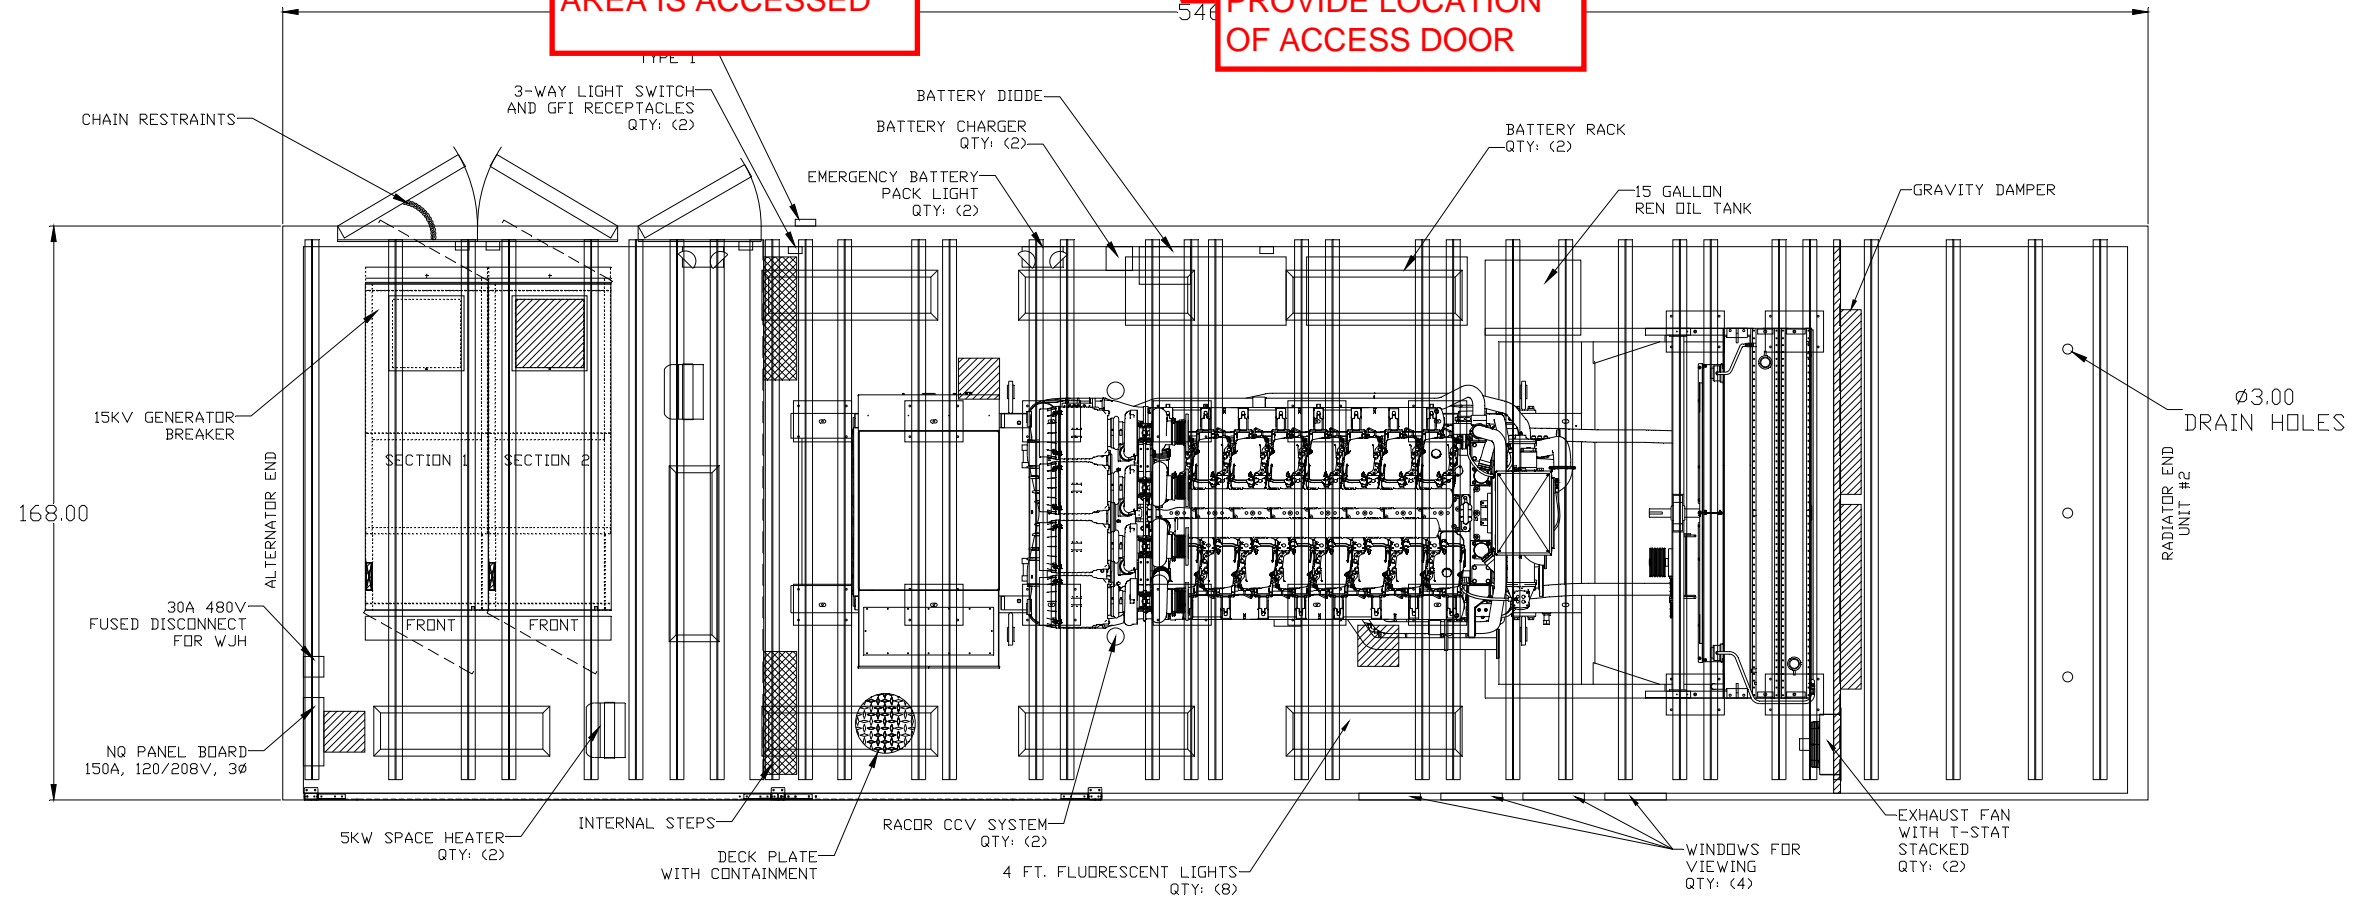 AREA IS ACCESSED
PROVIDE LOCATION
OF ACCESS DOOR
546
TYPE 1
3-WAY LIGHT SWITCH
AND GFI RECEPTACLES
QTY: (2)
CHAIN RESTRAINTS
BATTERY DIODE
BATTERY CHARGER
QTY: (2)
EMERGENCY BATTERY
PACK LIGHT
QTY: (2)
BATTERY RACK
QTY: (2)
15 GALLON
REN OIL TANK
GRAVITY DAMPER
15KV GENERATOR
BREAKER
SECTION 1
SECTION 2
ALTERNATOR END
168.00
Ø3.00
DRAIN HOLES
RADIATOR END
UNIT #2
30A 480V
FUSED DISCONNECT
FOR WJH
FRONT
FRONT
NQ PANEL BOARD
150A, 120/208V, 3Ø
5KW SPACE HEATER
QTY: (2)
INTERNAL STEPS
DECK PLATE
WITH CONTAINMENT
RACOR CCV SYSTEM
QTY: (2)
4 FT. FLUORESCENT LIGHTS
QTY: (8)
WINDOWS FOR
VIEWING
QTY: (4)
EXHAUST FAN
WITH T-STAT
STACKED
QTY: (2)